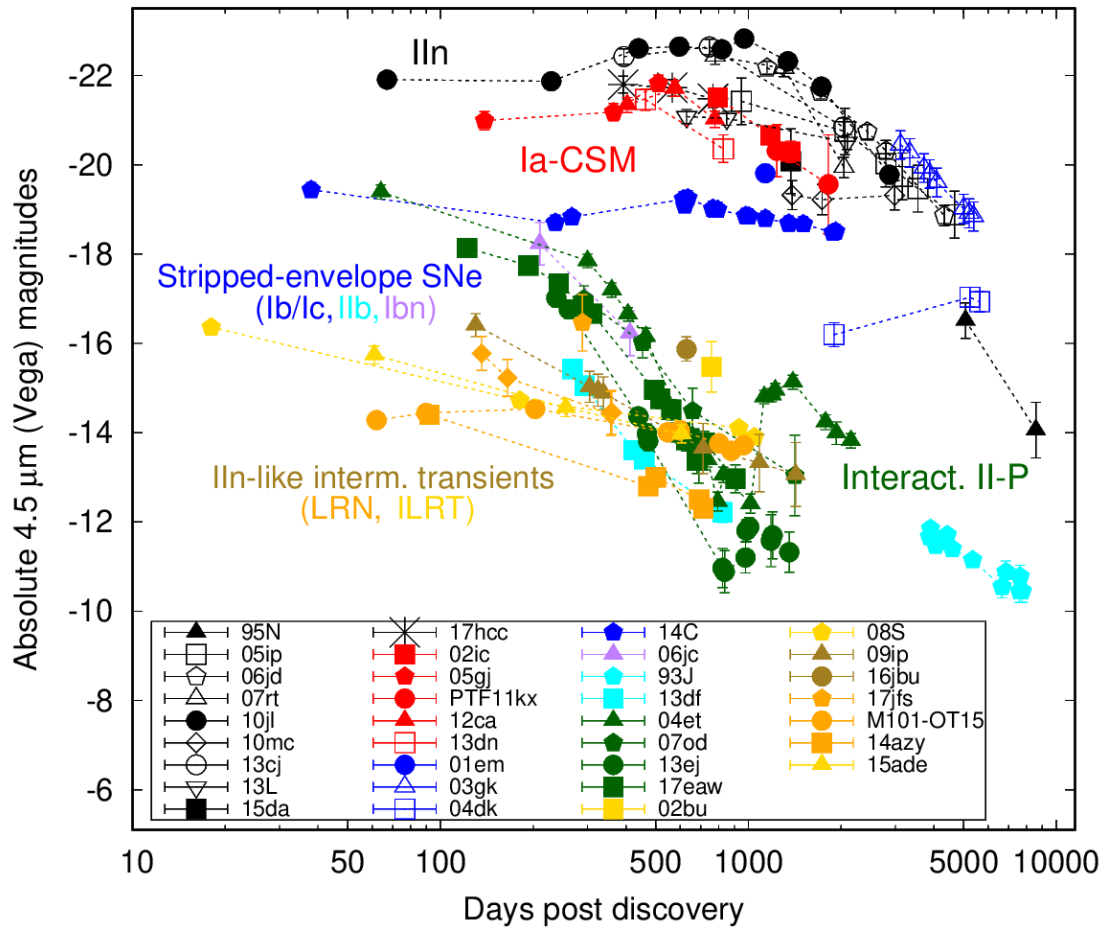 Absolute 4.5 µm (Vega) magnitudes
-22
-20
-18
-16
-14
-12
-10
-8
-6
IIn
Ia-CSM
Stripped-envelope SNe
(Ib/Ic, IIb, Ibn)
IIn-like interm. transients
(LRN, ILRT)
Interact. II-P
95N
05ip
06jd
07rt
10jl
10mc
13cj
13L
15da
17hcc
02ic
05gj
PTF11kx
12ca
13dn
01em
03gk
04dk
14C
06jc
93J
13df
04et
07od
13ej
17eaw
02bu
08S
09ip
16jbu
17jfs
M101-OT15
14azy
15ade
10 50 100 500 1000 5000 10000
Days post discovery